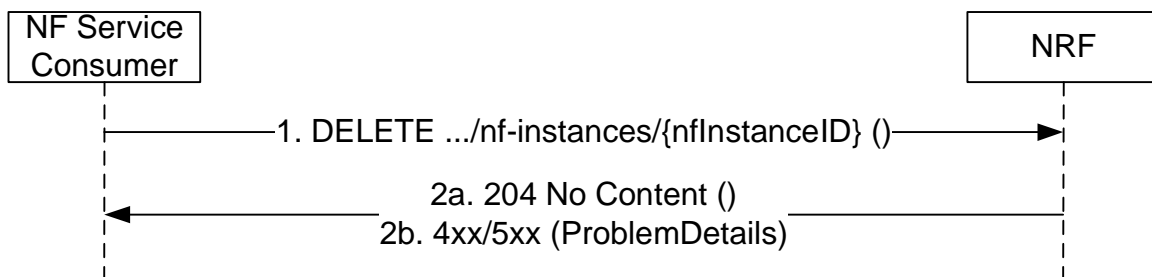 NF Service
Consumer
NRF
1. DELETE .../nf-instances/{nfInstanceID} ()
2a. 204 No Content ()
2b. 4xx/5xx (ProblemDetails)